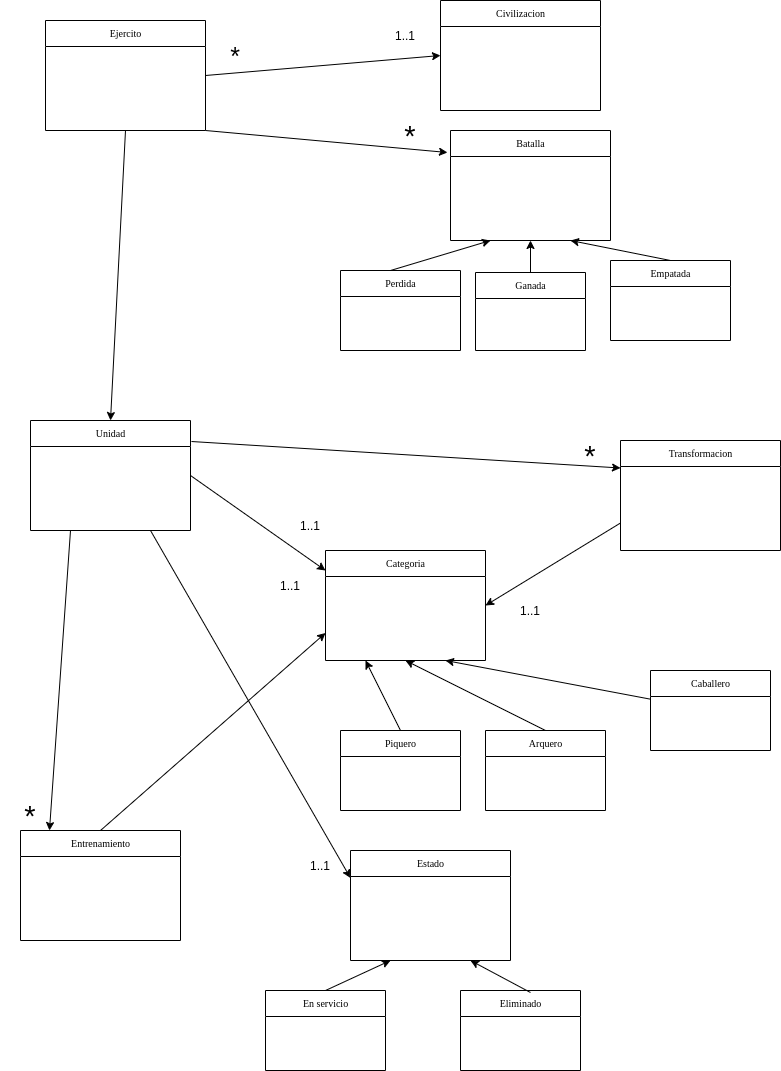 Civilizacion
Ejercito
*
1..1
*
Batalla
Perdida
Ganada
Empatada
Unidad
*
Transformacion
1..1
Categoria
1..1
1..1
Caballero
Piquero
Arquero
*
Entrenamiento
1..1
Estado
En servicio
Eliminado